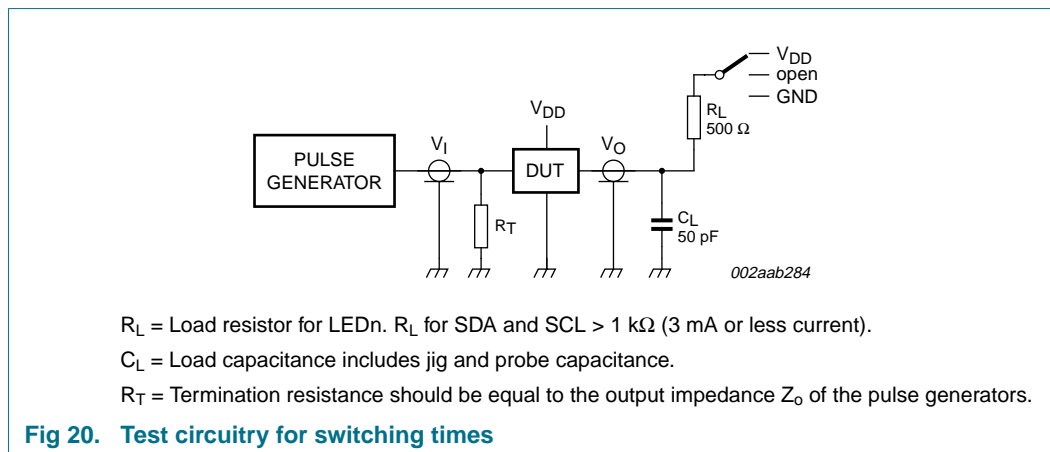 VDD
open
GND
RL
500 Ω
VDD
VI
VO
PULSE
GENERATOR
DUT
RT
CL
50 pF
002aab284
RL = Load resistor for LEDn. RL for SDA and SCL > 1 kΩ (3 mA or less current).
CL = Load capacitance includes jig and probe capacitance.
RT = Termination resistance should be equal to the output impedance Zo of the pulse generators.
Fig 20. Test circuitry for switching times